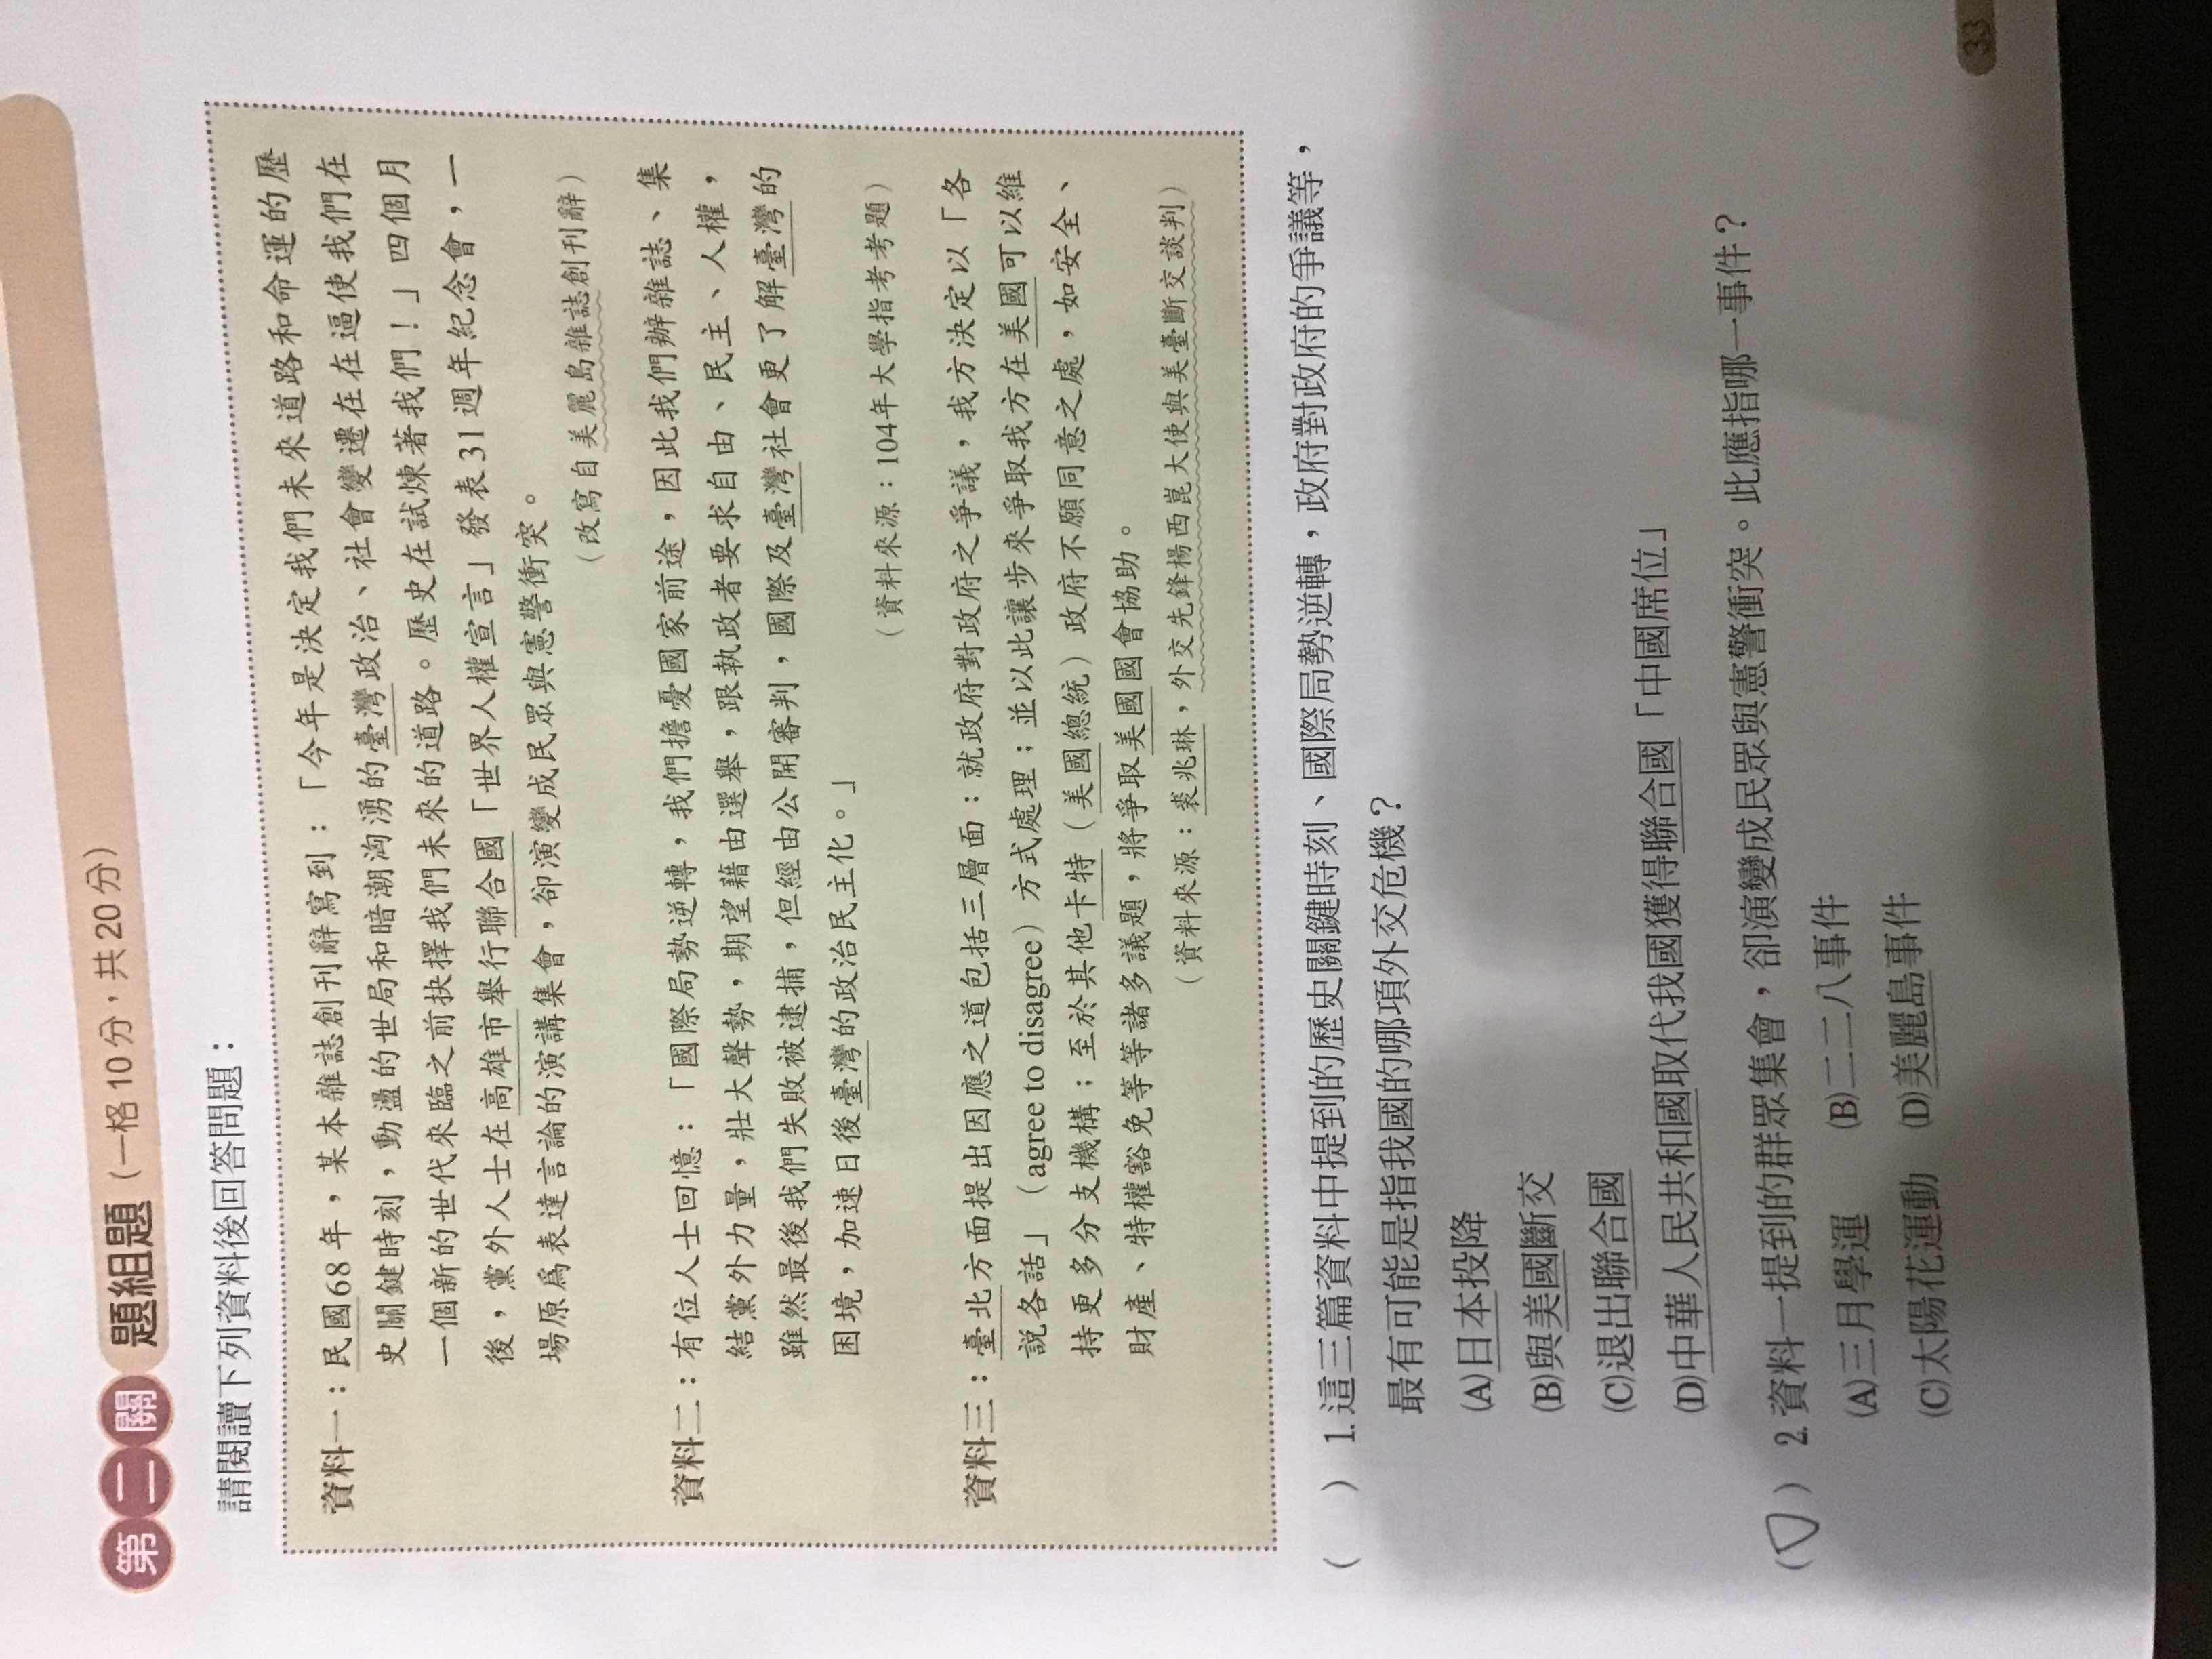 第二關 題組題（一格10分，共20分）
請閱讀下列資料後回答問題：
資料一：民國68年，某本雜誌創刊辭寫到：「今年是決定我們未來道路和命運的歷
史關鍵時刻，動盪的世局和暗潮洶湧的臺灣政治、社會變遷在在逼使我們在
一個新的世代來臨之前抉擇我們未來的道路。歷史在試煉著我們！」四個月
後，黨外人士在高雄市舉行聯合國「世界人權宣言」發表31週年紀念會，一
場原為表達言論的演講集會，卻演變成民眾與憲警衝突。
（改寫自美麗島雜誌創刊辭）
資料二：有位人士回憶：「國際局勢逆轉，我們擔憂國家前途，因此我們辦雜誌、集
結黨外力量，壯大聲勢，期望藉由選舉，跟執政者要求自由、民主、人權，
雖然最後我們失敗被逮捕，但經由公開審判，國際及臺灣社會更了解臺灣的
困境，加速日後臺灣的政治民主化。」
（資料來源：104年大學指考考題）
資料三：臺北方面提出因應之道包括三層面：就政府對政府之爭議，我方決定以「各
說各話」（agree to disagree）方式處理；並以此讓步來爭取我方在美國可以維
持更多分支機構；至於其他卡特（美國總統）政府不願同意之處，如安全、
財產、特權豁免等等諸多議題，將爭取美國國會協助。
（資料來源：裘兆琳，外交先鋒楊西崑大使與美臺斷交談判）
（ ）1.這三篇資料中提到的歷史關鍵時刻、國際局勢逆轉，政府對政府的爭議等，
最有可能是指我國的哪項外交危機？
(A)日本投降
(B)與美國斷交
(C)退出聯合國
(D)中華人民共和國取代我國獲得聯合國「中國席位」
（D）2.資料一提到的群眾集會，卻演變成民眾與憲警衝突。此應指哪一事件？
(A)三月學運 (B)二二八事件
(C)太陽花運動 (D)美麗島事件
33